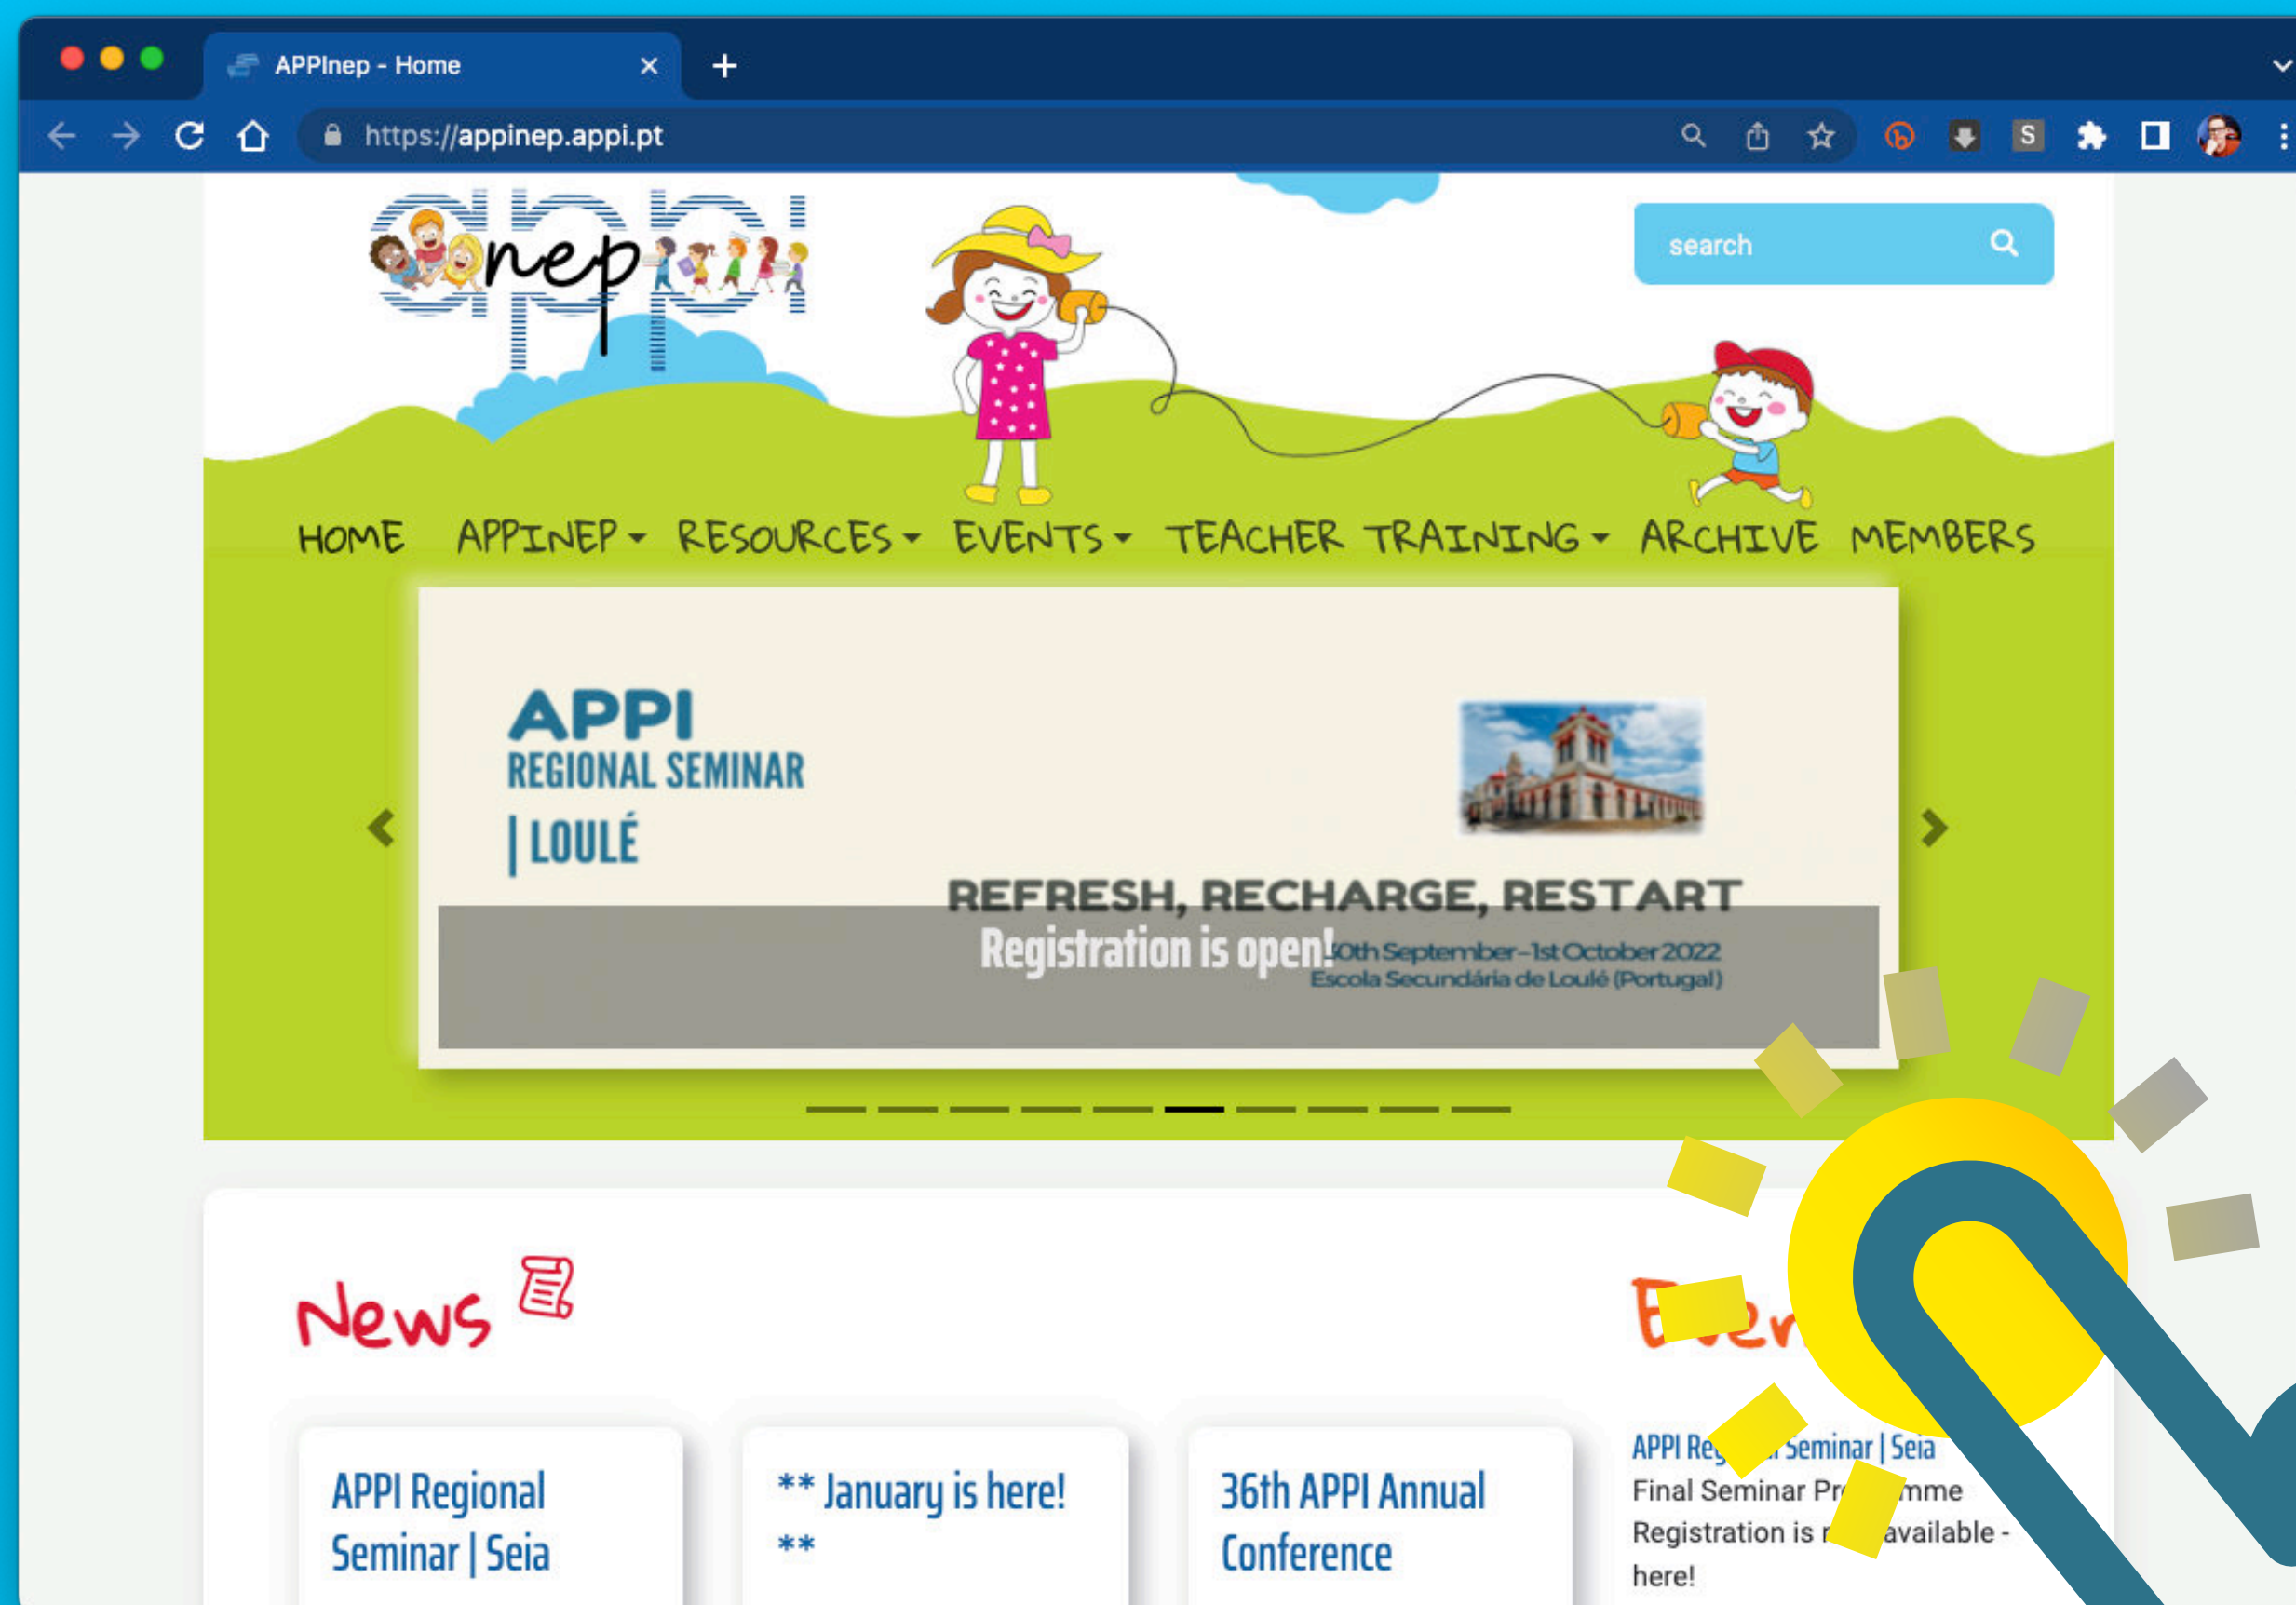 APPInep - Home
https://appinep.appi.pt
S
appi
nep
search
HOME APPINEP RESOURCES EVENTS TEACHER TRAINING ARCHIVE MEMBERS
APPI
REGIONAL SEMINAR
| LOULÉ
REFRESH, RECHARGE, RESTART
Registration is open!
September-1st October 2022
Escola Secundária de Loulé (Portugal)
News
APPI Regional
Seminar | Seia
** January is here!
**
36th APPI Annual
Conference
APPI Seminar | Seia
Final Seminar
Registration is available -
here!